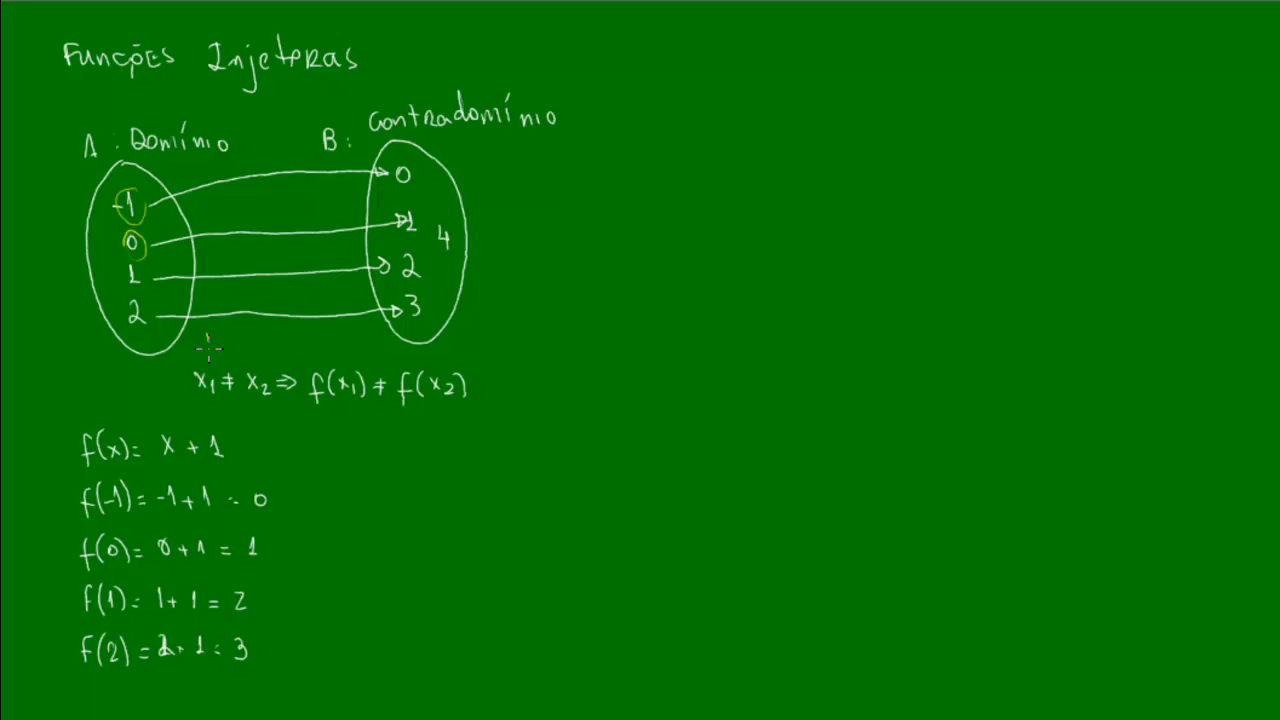 Funções Injetoras
A : Domínio B: Contradomínio
-1 0
0 1 4
1 2
2 3
x₁ ≠ x₂ ⇒ f(x₁) ≠ f(x₂)
f(x)= x + 1
f(-1) = -1 + 1 = 0
f(0)= 0 + 1 = 1
f(1)= 1 + 1 = 2
f(2) = 2 + 1 = 3